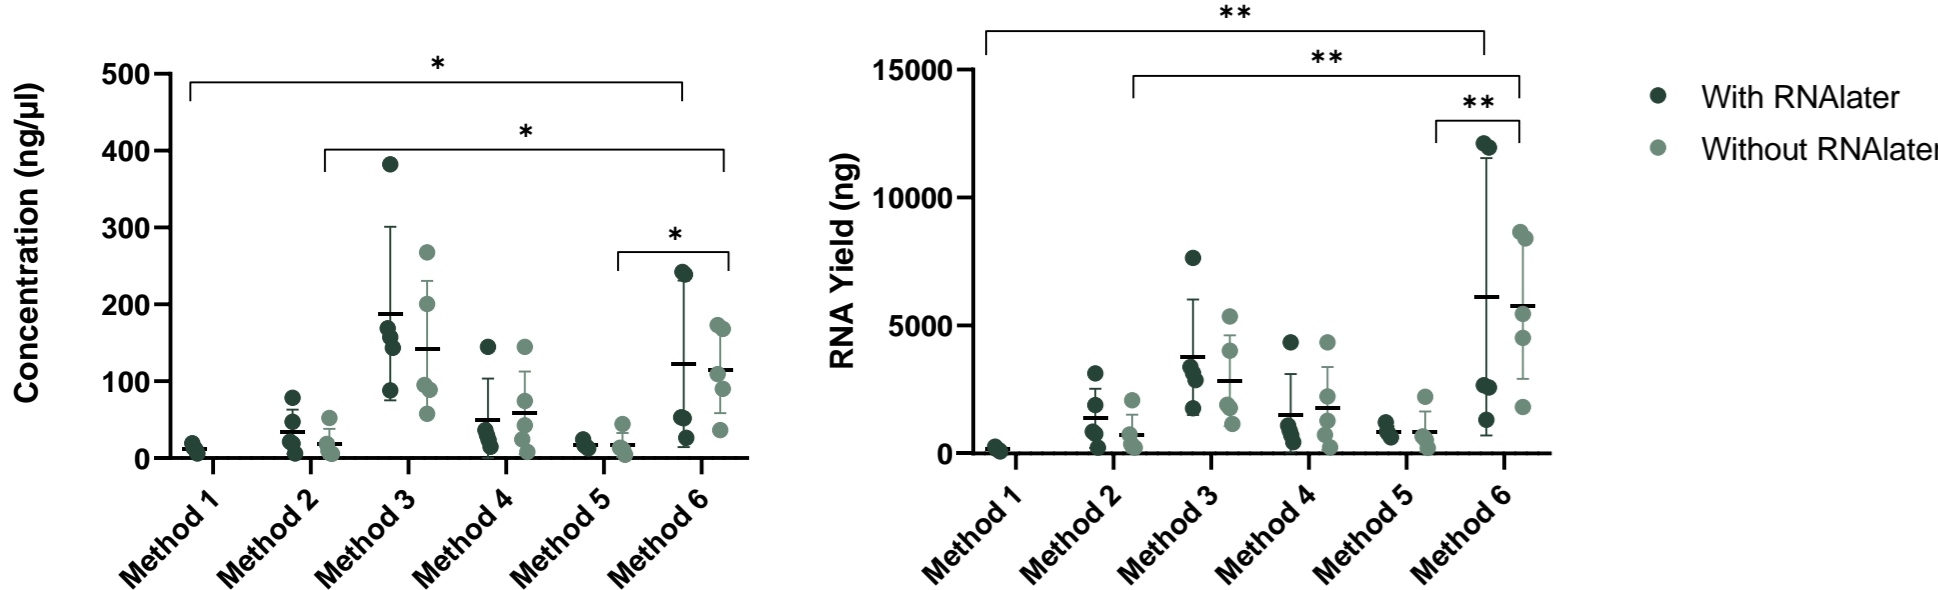 Concentration (ng/µl)
500
400
300
200
100
0
*
*
*
Method 1
Method 2
Method 3
Method 4
Method 5
Method 6
RNA Yield (ng)
15000
10000
5000
0
**
**
**
Method 1
Method 2
Method 3
Method 4
Method 5
Method 6
With RNAlater
Without RNAlater